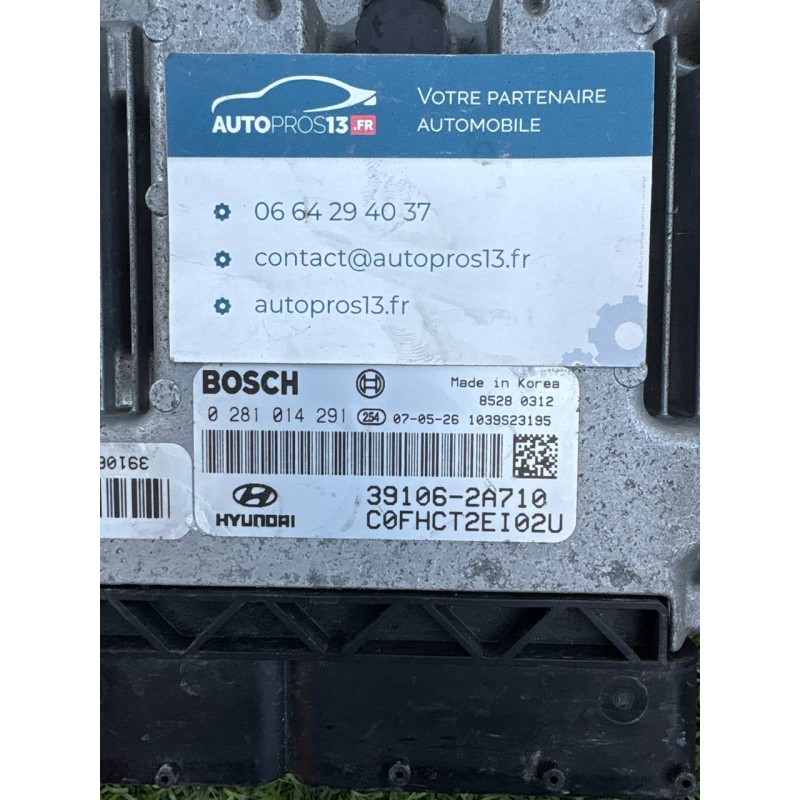 AUTOPROS13.FR
VOTRE PARTENAIRE
AUTOMOBILE
06 64 29 40 37
contact@autopros13.fr
autopros13.fr
BOSCH
Made in Korea
8528 0312
0 281 014 291 254 07-05-26 1039S23195
39106
HYUNDAI
39106-2A710
C0FHCT2EI02U